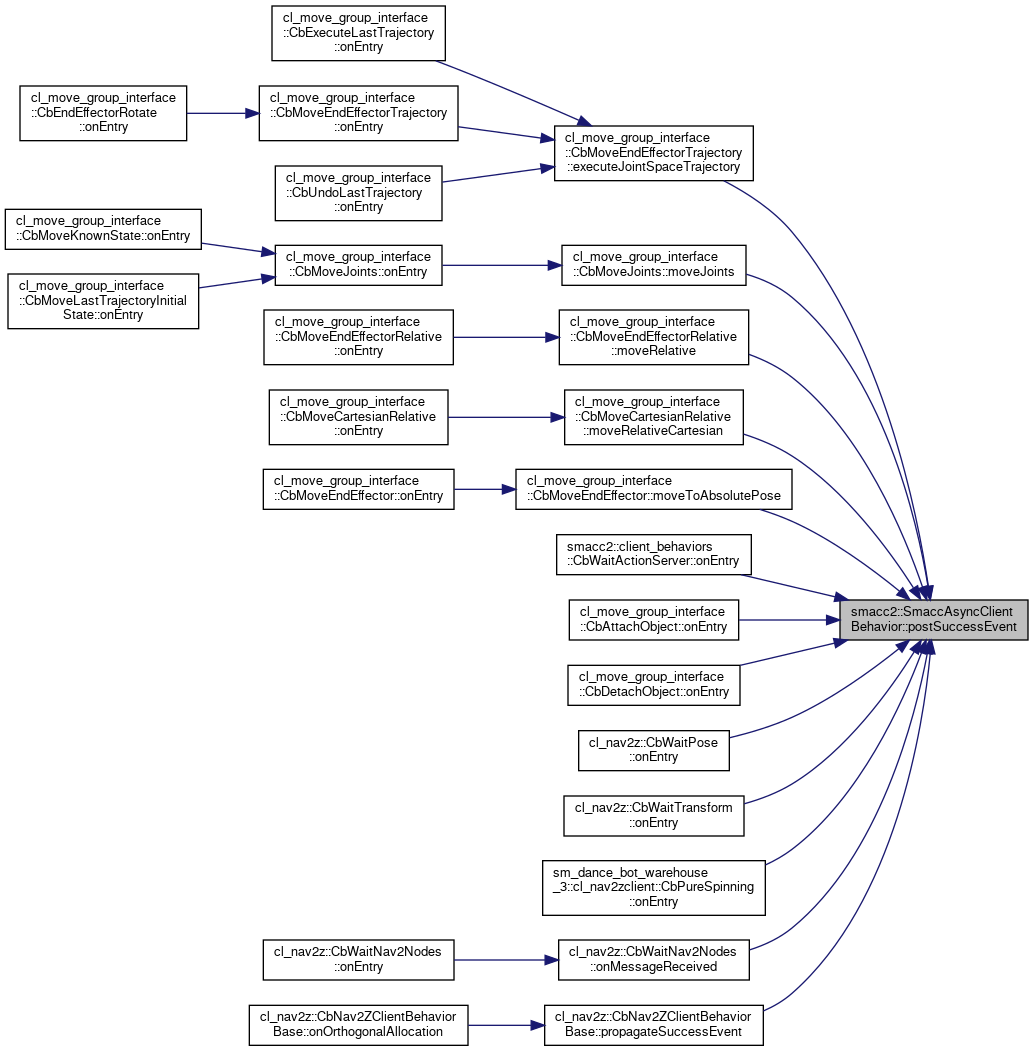 cl_move_group_interface
::CbExecuteLastTrajectory
::onEntry
cl_move_group_interface
::CbEndEffectorRotate
::onEntry
cl_move_group_interface
::CbMoveEndEffectorTrajectory
::onEntry
cl_move_group_interface
::CbMoveEndEffectorTrajectory
::executeJointSpaceTrajectory
cl_move_group_interface
::CbUndoLastTrajectory
::onEntry
cl_move_group_interface
::CbMoveKnownState::onEntry
cl_move_group_interface
::CbMoveJoints::onEntry
cl_move_group_interface
::CbMoveJoints::moveJoints
cl_move_group_interface
::CbMoveLastTrajectoryInitial
State::onEntry
cl_move_group_interface
::CbMoveEndEffectorRelative
::onEntry
cl_move_group_interface
::CbMoveEndEffectorRelative
::moveRelative
cl_move_group_interface
::CbMoveCartesianRelative
::onEntry
cl_move_group_interface
::CbMoveCartesianRelative
::moveRelativeCartesian
cl_move_group_interface
::CbMoveEndEffector::onEntry
cl_move_group_interface
::CbMoveEndEffector::moveToAbsolutePose
smacc2::client_behaviors
::CbWaitActionServer::onEntry
cl_move_group_interface
::CbAttachObject::onEntry
smacc2::SmaccAsyncClient
Behavior::postSuccessEvent
cl_move_group_interface
::CbDetachObject::onEntry
cl_nav2z::CbWaitPose
::onEntry
cl_nav2z::CbWaitTransform
::onEntry
sm_dance_bot_warehouse
_3::cl_nav2zclient::CbPureSpinning
::onEntry
cl_nav2z::CbWaitNav2Nodes
::onEntry
cl_nav2z::CbWaitNav2Nodes
::onMessageReceived
cl_nav2z::CbNav2ZClientBehavior
Base::onOrthogonalAllocation
cl_nav2z::CbNav2ZClientBehavior
Base::propagateSuccessEvent